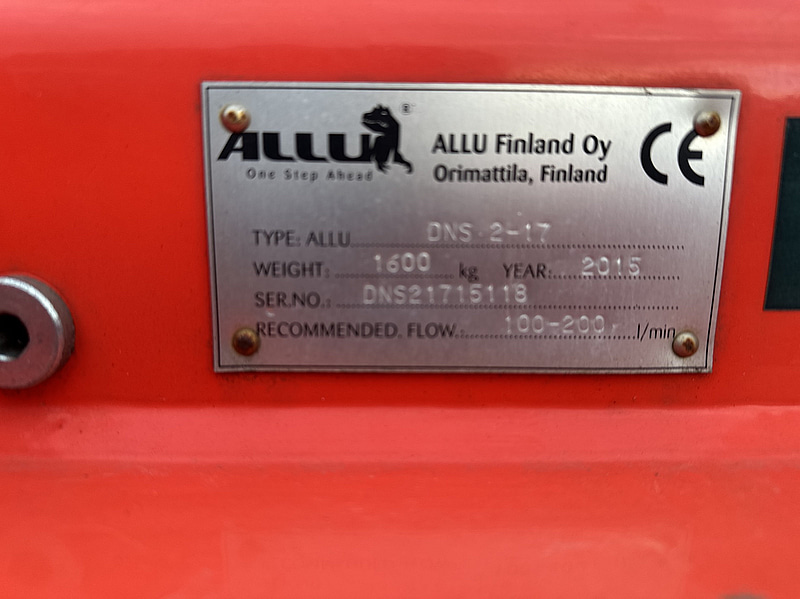 ALLU ®
One Step Ahead
ALLU Finland Oy
Orimattila, Finland
CE
TYPE: ALLU DNS 2-17
WEIGHT: 1600 kg YEAR: 2015
SER.NO.: DNS21715118
RECOMMENDED. FLOW.: 100-200 l/min